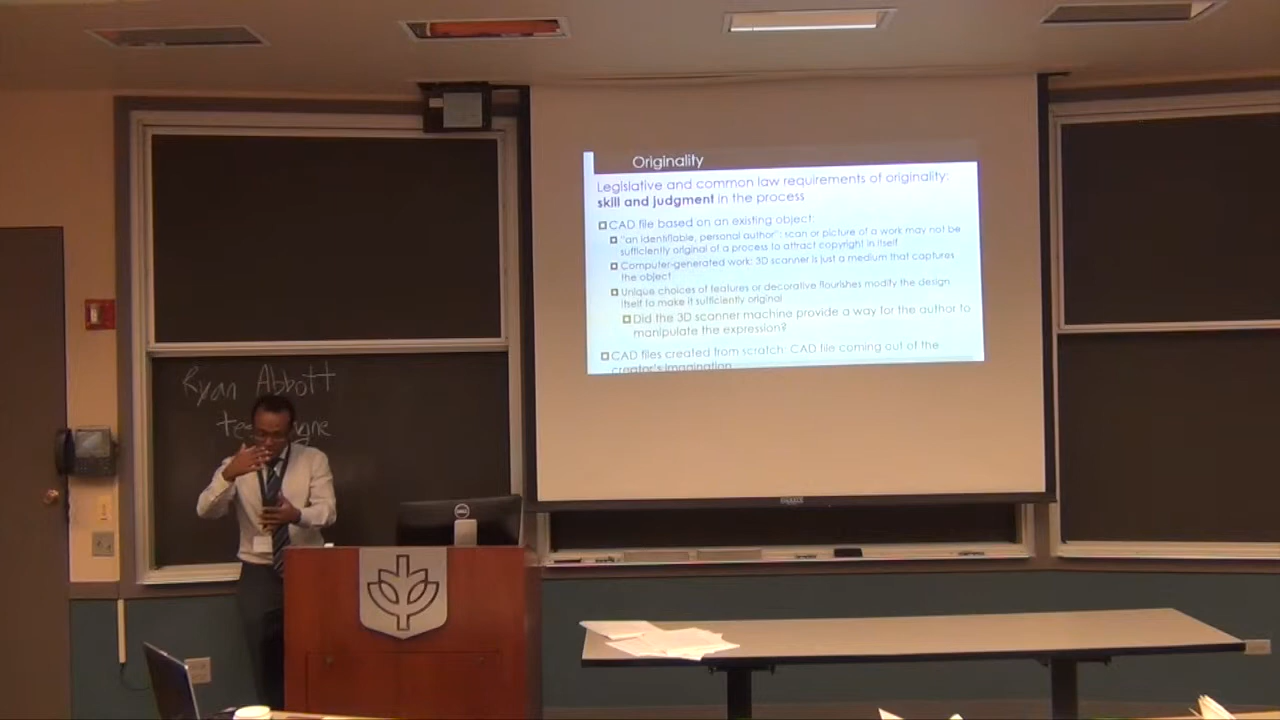 Originality
Legislative and common law requirements of originality:
skill and judgment in the process
CAD file based on an existing object:
"an identifiable, personal author": scan or picture of a work may not be
sufficiently original of a process to attract copyright in itself
Computer-generated work: 3D scanner is just a medium that captures
the object
Unique choices of features or decorative flourishes modify the design
itself to make it sufficiently original
Did the 3D scanner machine provide a way for the author to
manipulate the expression?
CAD files created from scratch: CAD file coming out of the
creator's imagination
Ryan Abbott
DELL